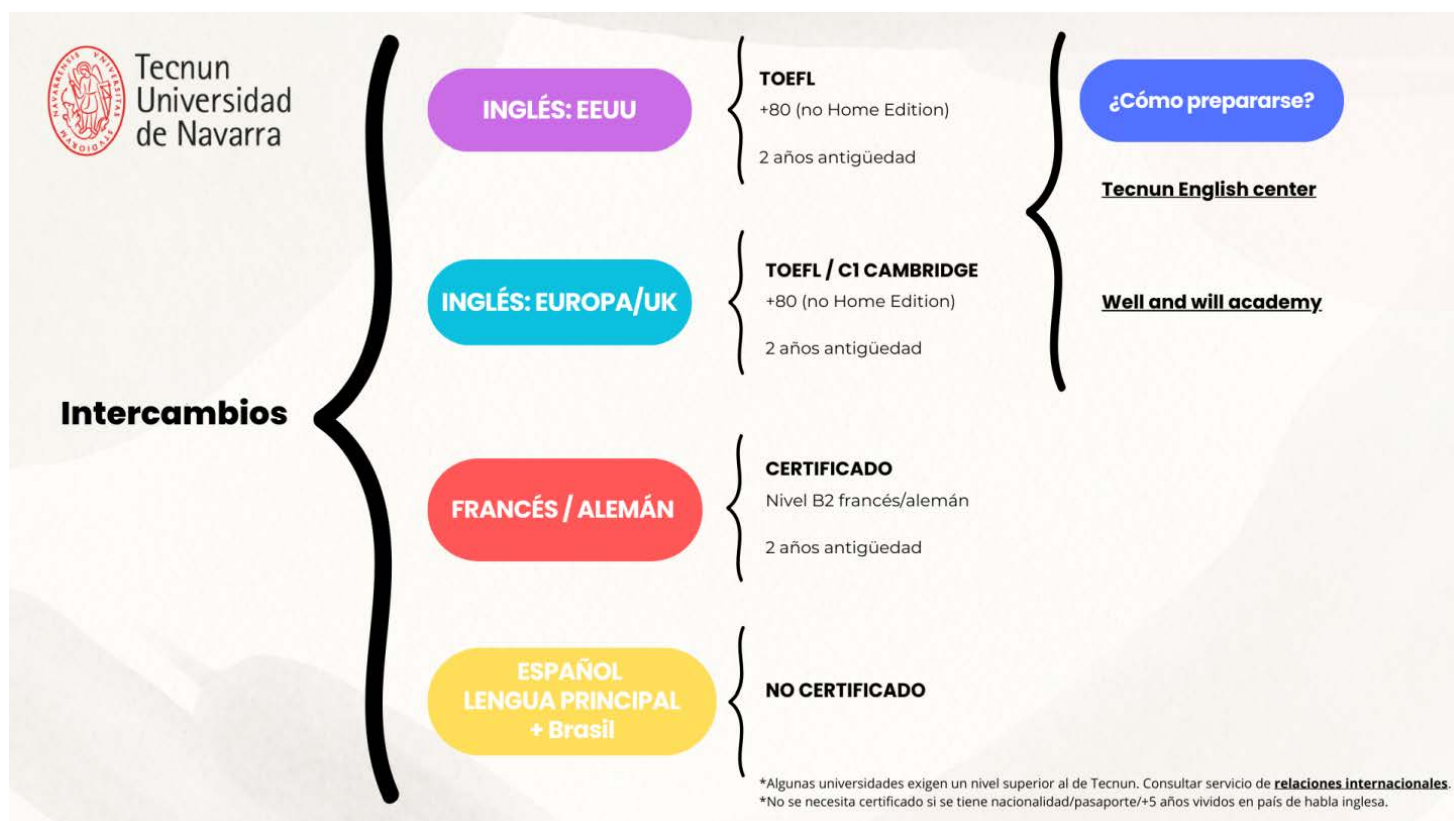 Tecnun
Universidad
de Navarra
Intercambios
INGLÉS: EEUU
TOEFL
+80 (no Home Edition)
2 años antigüedad
INGLÉS: EUROPA/UK
TOEFL / C1 CAMBRIDGE
+80 (no Home Edition)
2 años antigüedad
FRANCÉS / ALEMÁN
CERTIFICADO
Nivel B2 francés/alemán
2 años antigüedad
ESPAÑOL
LENGUA PRINCIPAL
+ Brasil
NO CERTIFICADO
¿Cómo prepararse?
Tecnun English center
Well and will academy
*Algunas universidades exigen un nivel superior al de Tecnun. Consultar servicio de relaciones internacionales.
*No se necesita certificado si se tiene nacionalidad/pasaporte/+5 años vividos en país de habla inglesa.